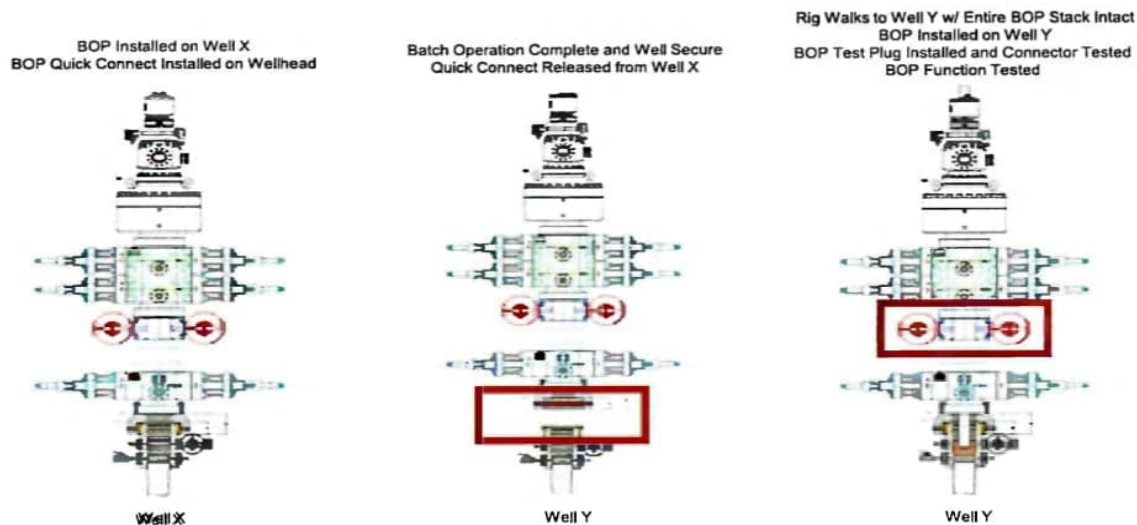 BOP Installed on Well X
BOP Quick Connect Installed on Wellhead
Batch Operation Complete and Well Secure
Quick Connect Released from Well X
Rig Walks to Well Y w/ Entire BOP Stack Intact
BOP Installed on Well Y
BOP Test Plug Installed and Connector Tested
BOP Function Tested
Well X
Well Y
Well Y